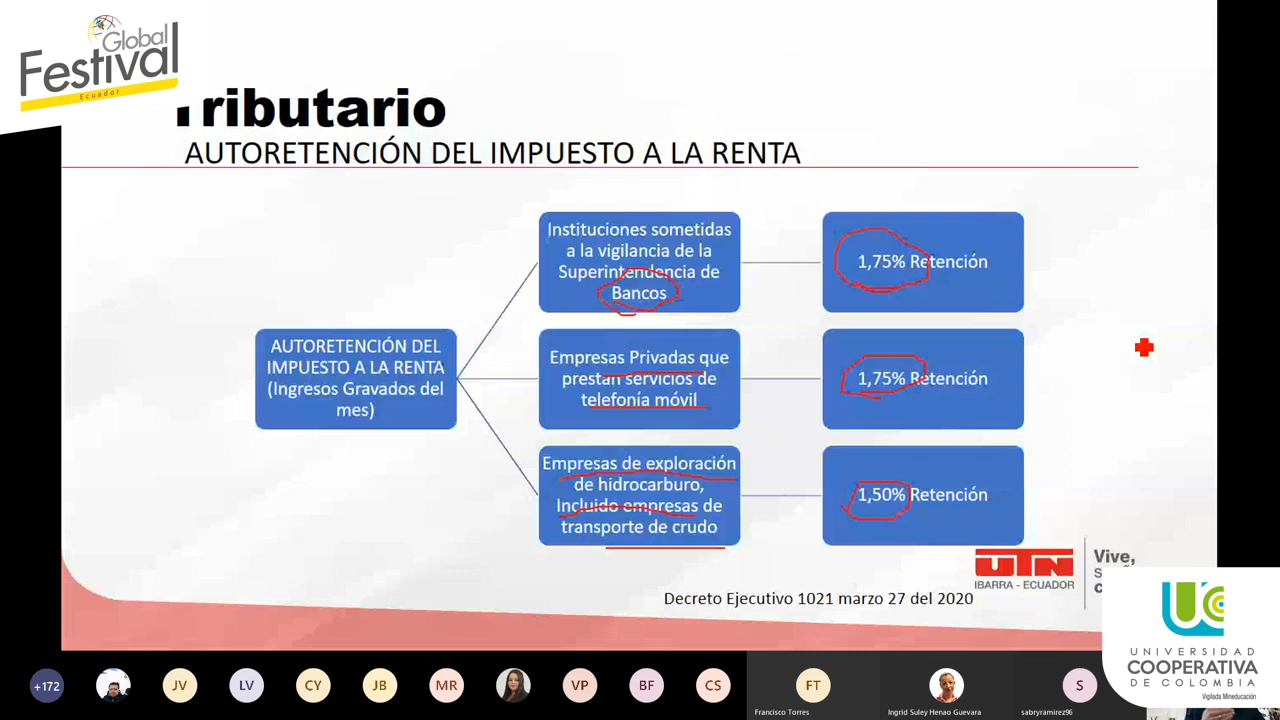 Global
Festival
Ecuador
Tributario
AUTORETENCIÓN DEL IMPUESTO A LA RENTA
AUTORETENCIÓN DEL
IMPUESTO A LA RENTA
(Ingresos Gravados del
mes)
Instituciones sometidas
a la vigilancia de la
Superintendencia de
Bancos
1,75% Retención
Empresas Privadas que
prestan servicios de
telefonía móvil
1,75% Retención
Empresas de exploración
de hidrocarburo,
Incluido empresas de
transporte de crudo
1,50% Retención
UTN
IBARRA - ECUADOR
Vive,
Decreto Ejecutivo 1021 marzo 27 del 2020
UNIVERSIDAD
COOPERATIVA
DE COLOMBIA
Vigilada Mineducación
+172
JV
LV
CY
JB
MR
VP
BF
CS
FT
S
Francisco Torres
Ingrid Suley Henao Guevara
sabryramirez96